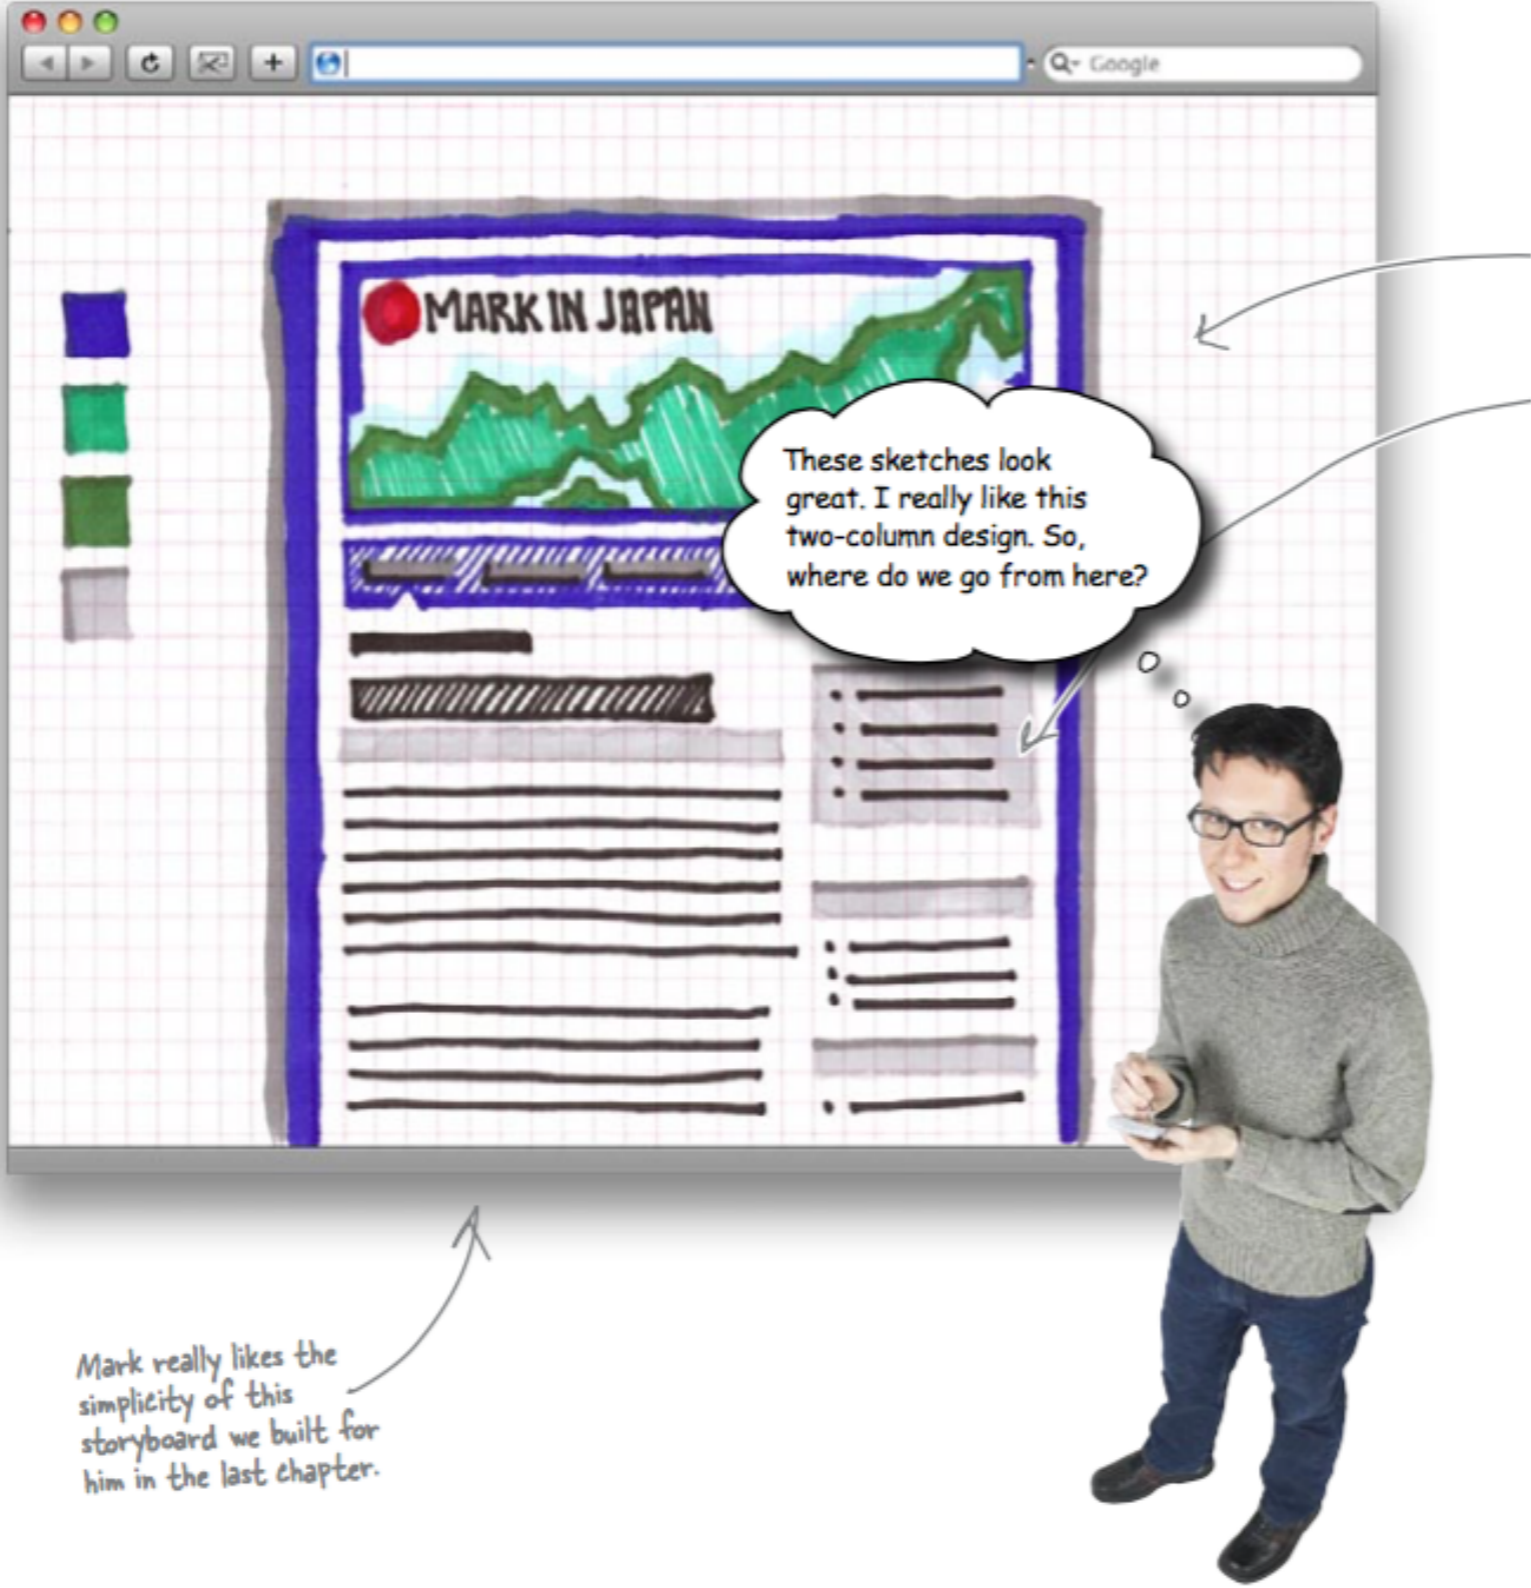 Google
MARK IN JAPAN
These sketches look
great. I really like this
two-column design. So,
where do we go from here?
Mark really likes the
simplicity of this
storyboard we built for
him in the last chapter.